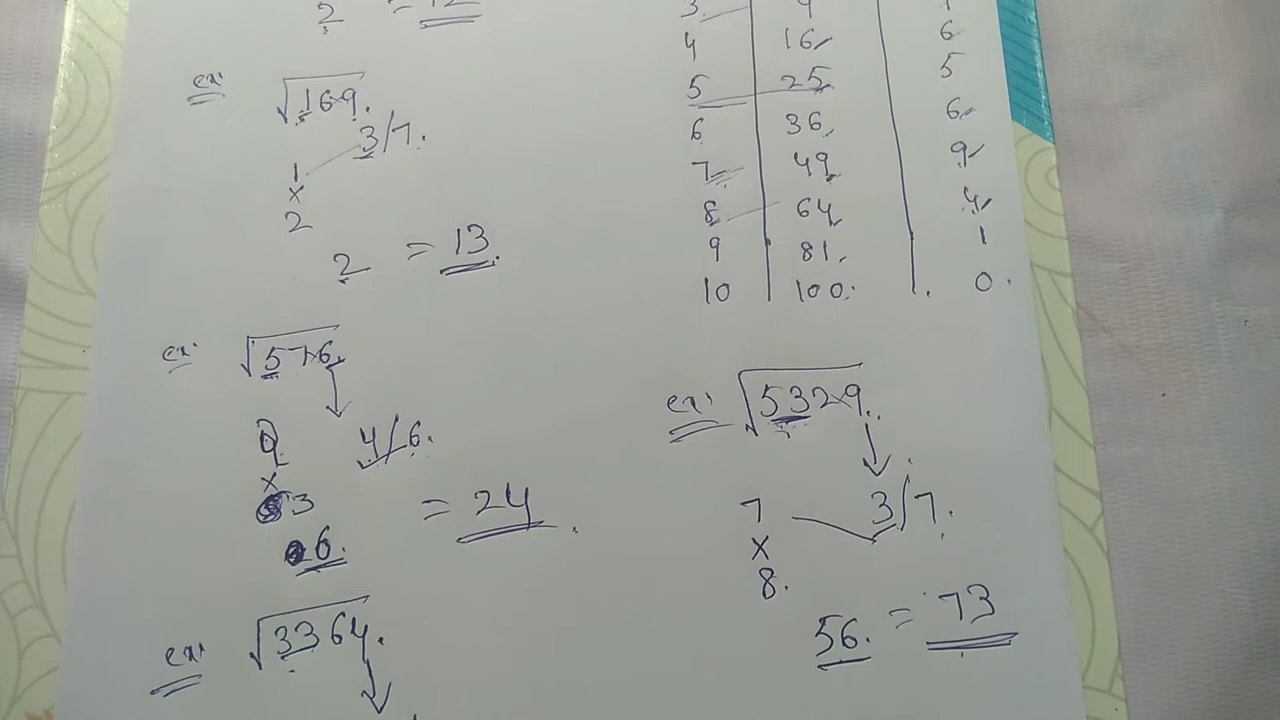 2 = 12
ex: √169.
3/7.
1
×
2
2 = 13.
ex: √576.
2 4/6.
×
3 = 24.
6.
ex: √3364.
3 9
4 16 6
5 25 5
6 36 6
7 49 9
8 64 4
9 81 1
10 100. 0.
ex: √5329.
7 3/7.
×
8.
56. = 73